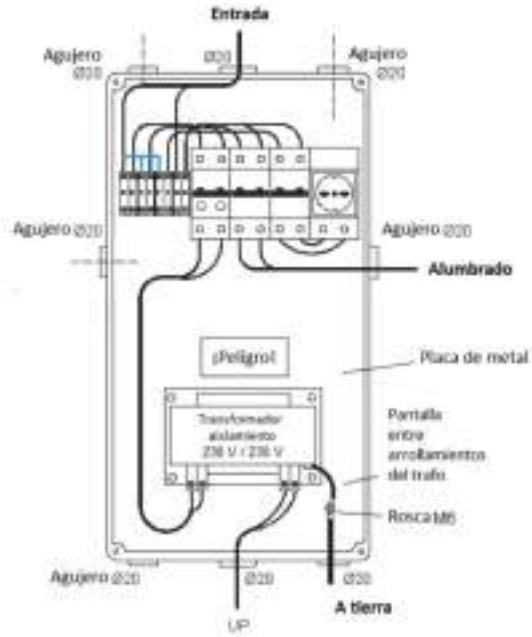 Entrada
Agujero
Ø20
Ø20
Agujero
Ø20
Agujero Ø20
Agujero Ø20
Alumbrado
¡Peligro!
Placa de metal
Transformador
aislamiento
230 V / 230 V
Pantalla
entre
arrollamientos
del trafo
Rosca M6
Agujero Ø20
Ø20
Ø20
A tierra
UP